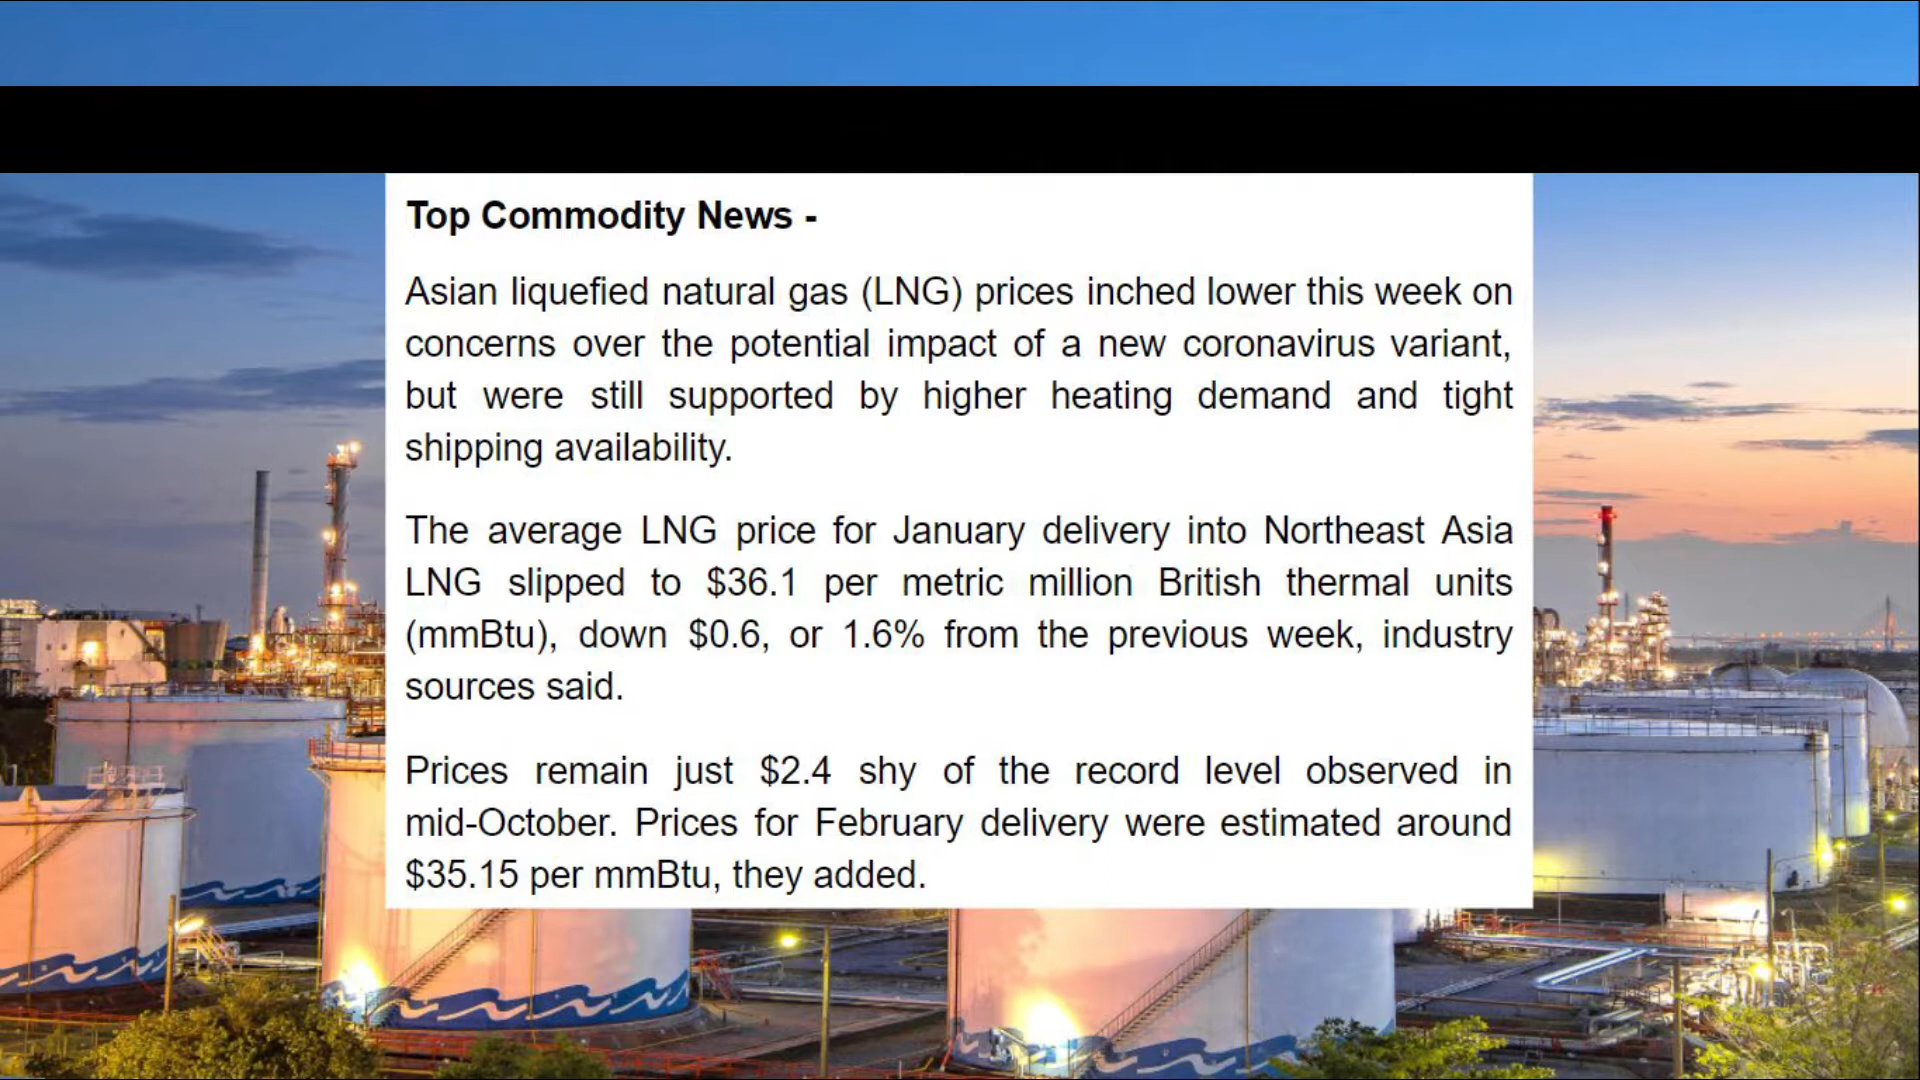 Top Commodity News -
Asian liquefied natural gas (LNG) prices inched lower this week on
concerns over the potential impact of a new coronavirus variant,
but were still supported by higher heating demand and tight
shipping availability.
The average LNG price for January delivery into Northeast Asia
LNG slipped to $36.1 per metric million British thermal units
(mmBtu), down $0.6, or 1.6% from the previous week, industry
sources said.
Prices remain just $2.4 shy of the record level observed in
mid-October. Prices for February delivery were estimated around
$35.15 per mmBtu, they added.